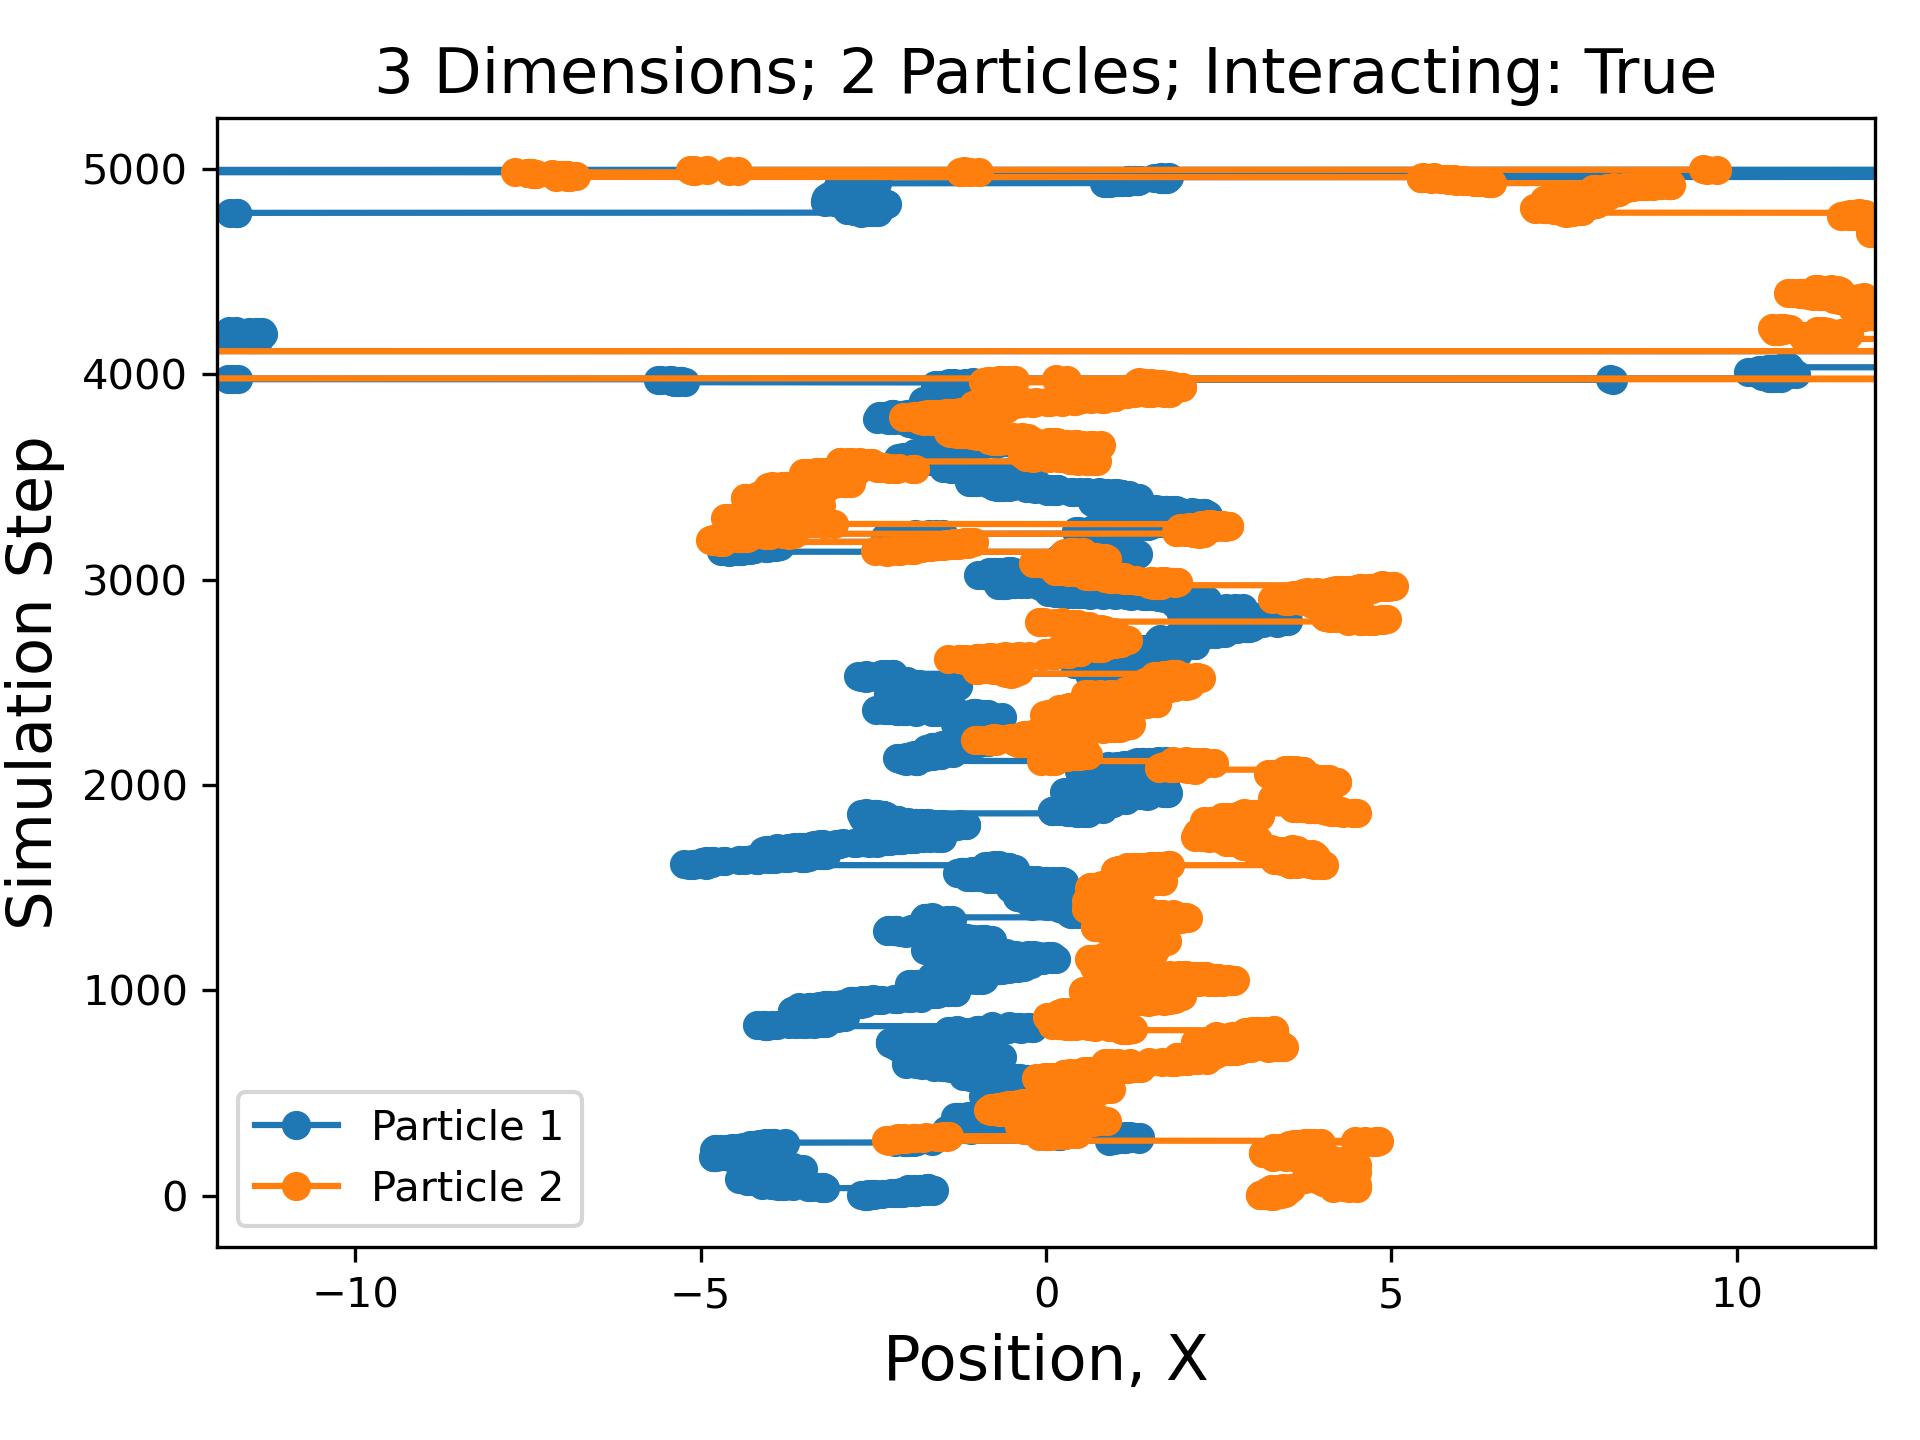 3 Dimensions; 2 Particles; Interacting: True
Simulation Step
5000
4000
3000
2000
1000
0
Particle 1
Particle 2
−10
−5
0
5
10
Position, X